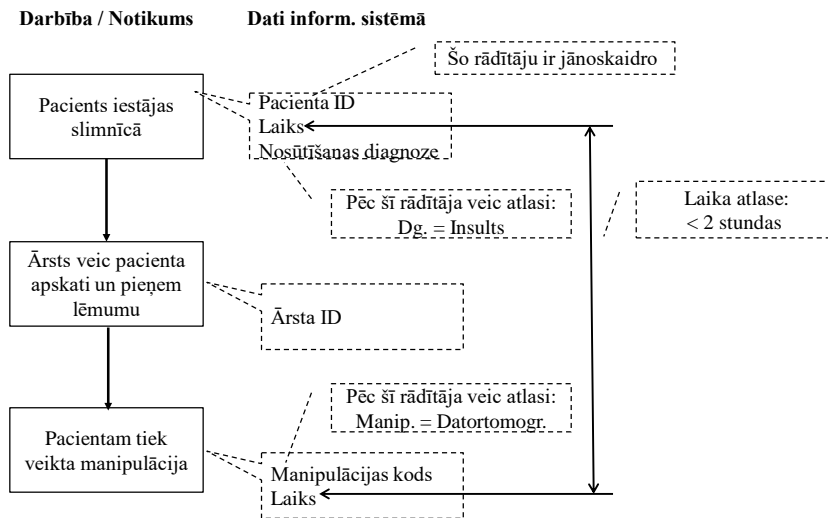 Darbība / Notikums
Dati inform. sistēmā
Šo rādītāju ir jānoskaidro
Pacients iestājas
slimnīcā
Pacienta ID
Laiks
Nosūtīšanas diagnoze
Pēc šī rādītāja veic atlasi:
Dg. = Insults
Laika atlase:
< 2 stundas
Ārsts veic pacienta
apskati un pieņem
lēmumu
Ārsta ID
Pēc šī rādītāja veic atlasi:
Manip. = Datortomogr.
Pacientam tiek
veikta manipulācija
Manipulācijas kods
Laiks